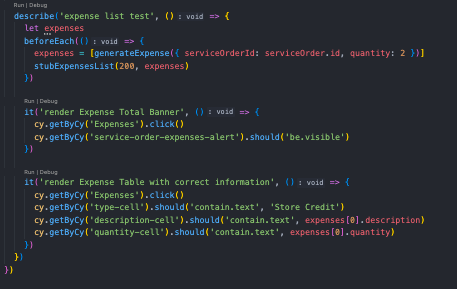 Run | Debug
describe('expense list test', () : void => {
let expenses
beforeEach(() : void => {
expenses = [generateExpense({ serviceOrderId: serviceOrder.id, quantity: 2 })]
stubExpensesList(200, expenses)
})
Run | Debug
it('render Expense Total Banner', () : void => {
cy.getByCy('Expenses').click()
cy.getByCy('service-order-expenses-alert').should('be.visible')
})
Run | Debug
it('render Expense Table with correct information', () : void => {
cy.getByCy('Expenses').click()
cy.getByCy('type-cell').should('contain.text', 'Store Credit')
cy.getByCy('description-cell').should('contain.text', expenses[0].description)
cy.getByCy('quantity-cell').should('contain.text', expenses[0].quantity)
})
})
})